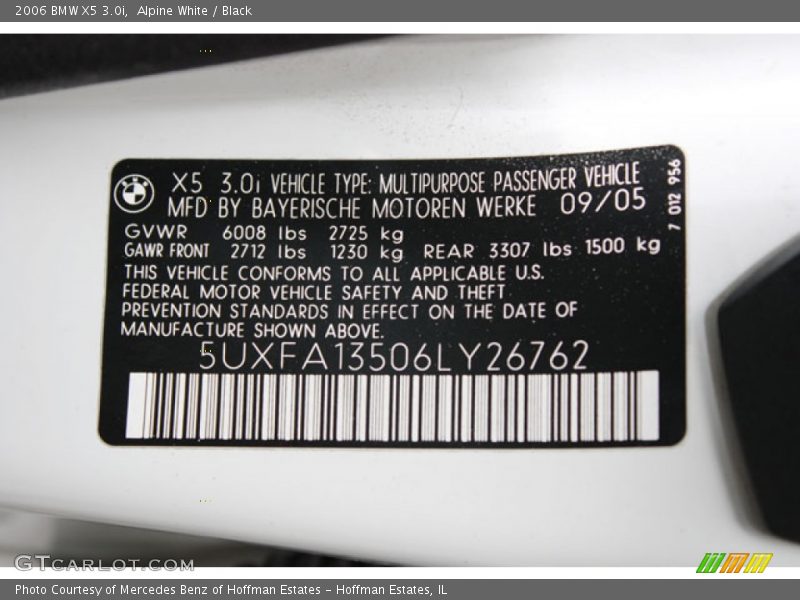 2006 BMW X5 3.0i, Alpine White / Black
BMW
X5 3.0i VEHICLE TYPE: MULTIPURPOSE PASSENGER VEHICLE
MFD BY BAYERISCHE MOTOREN WERKE 09/05
7 012 956
GVWR 6008 lbs 2725 kg
GAWR FRONT 2712 lbs 1230 kg REAR 3307 lbs 1500 kg
THIS VEHICLE CONFORMS TO ALL APPLICABLE U.S.
FEDERAL MOTOR VEHICLE SAFETY AND THEFT
PREVENTION STANDARDS IN EFFECT ON THE DATE OF
MANUFACTURE SHOWN ABOVE.
5UXFA13506LY26762
GTCARLOT.COM
Photo Courtesy of Mercedes Benz of Hoffman Estates - Hoffman Estates, IL